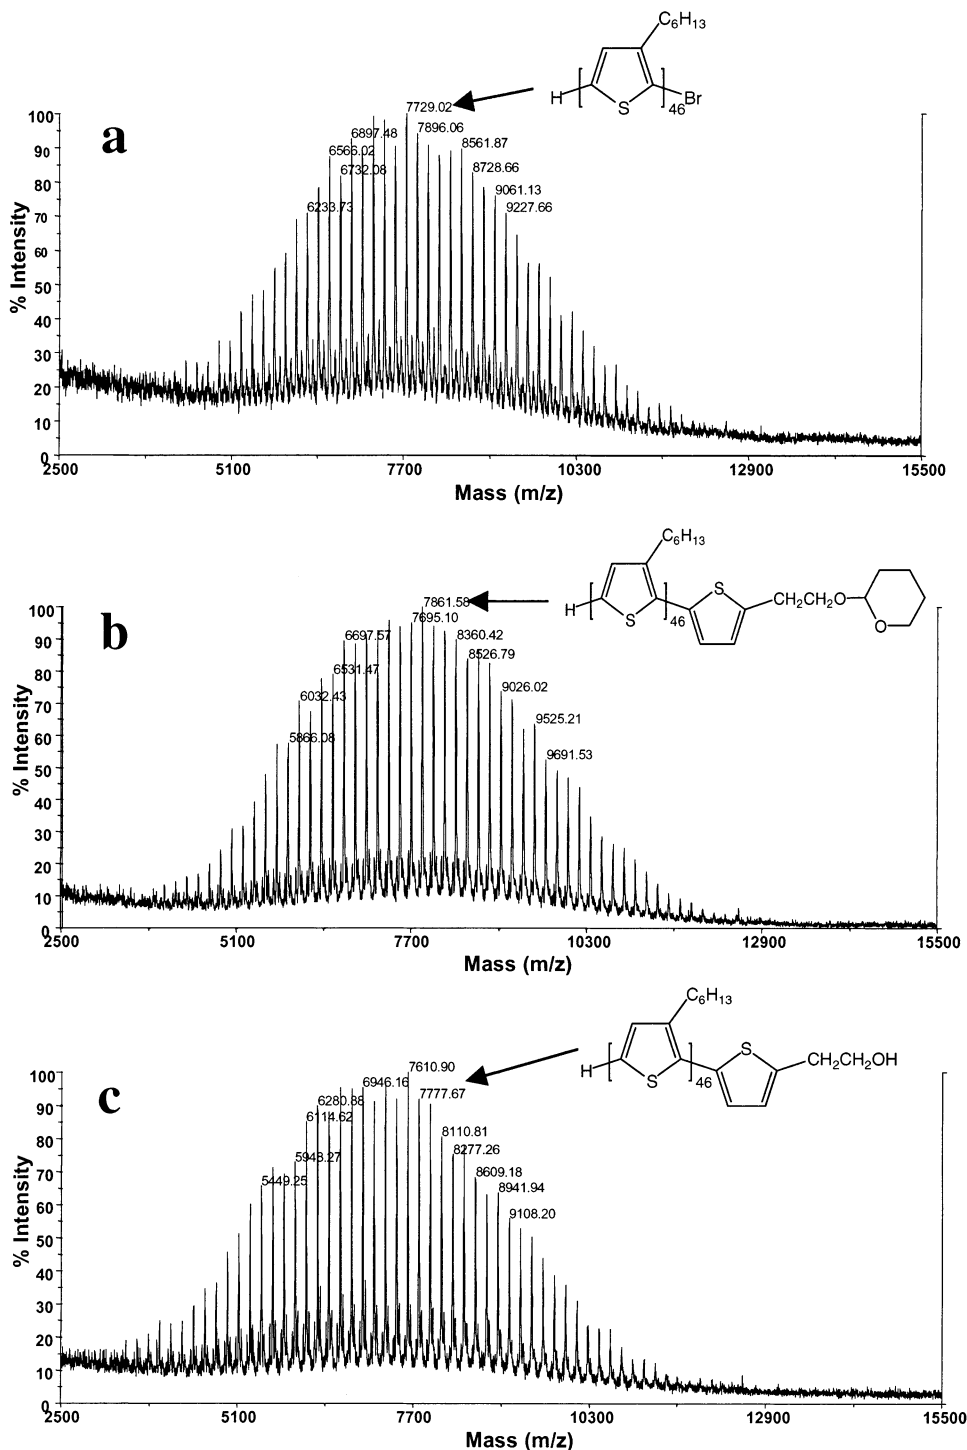 C6H13
H
S
46
Br
a
7729.02
7896.06
6897.48
6566.02
6732.08
8561.87
8728.66
9061.13
9227.66
6233.73
100
90
80
70
60
50
40
30
20
10
0
% Intensity
2500 5100 7700 10300 12900 15500
Mass (m/z)
C6H13
H
S
46
S
CH2CH2O
O
b
7861.58
7695.10
6697.57
8360.42
8526.79
6531.47
6032.43
9026.02
9525.21
5866.08
9691.53
100
90
80
70
60
50
40
30
20
10
0
% Intensity
2500 5100 7700 10300 12900 15500
Mass (m/z)
C6H13
H
S
46
S
CH2CH2OH
c
7610.90
6946.16
7777.67
6280.88
6114.62
8110.81
8277.26
5948.27
5449.25
8609.18
8941.94
9108.20
100
90
80
70
60
50
40
30
20
10
0
% Intensity
2500 5100 7700 10300 12900 15500
Mass (m/z)